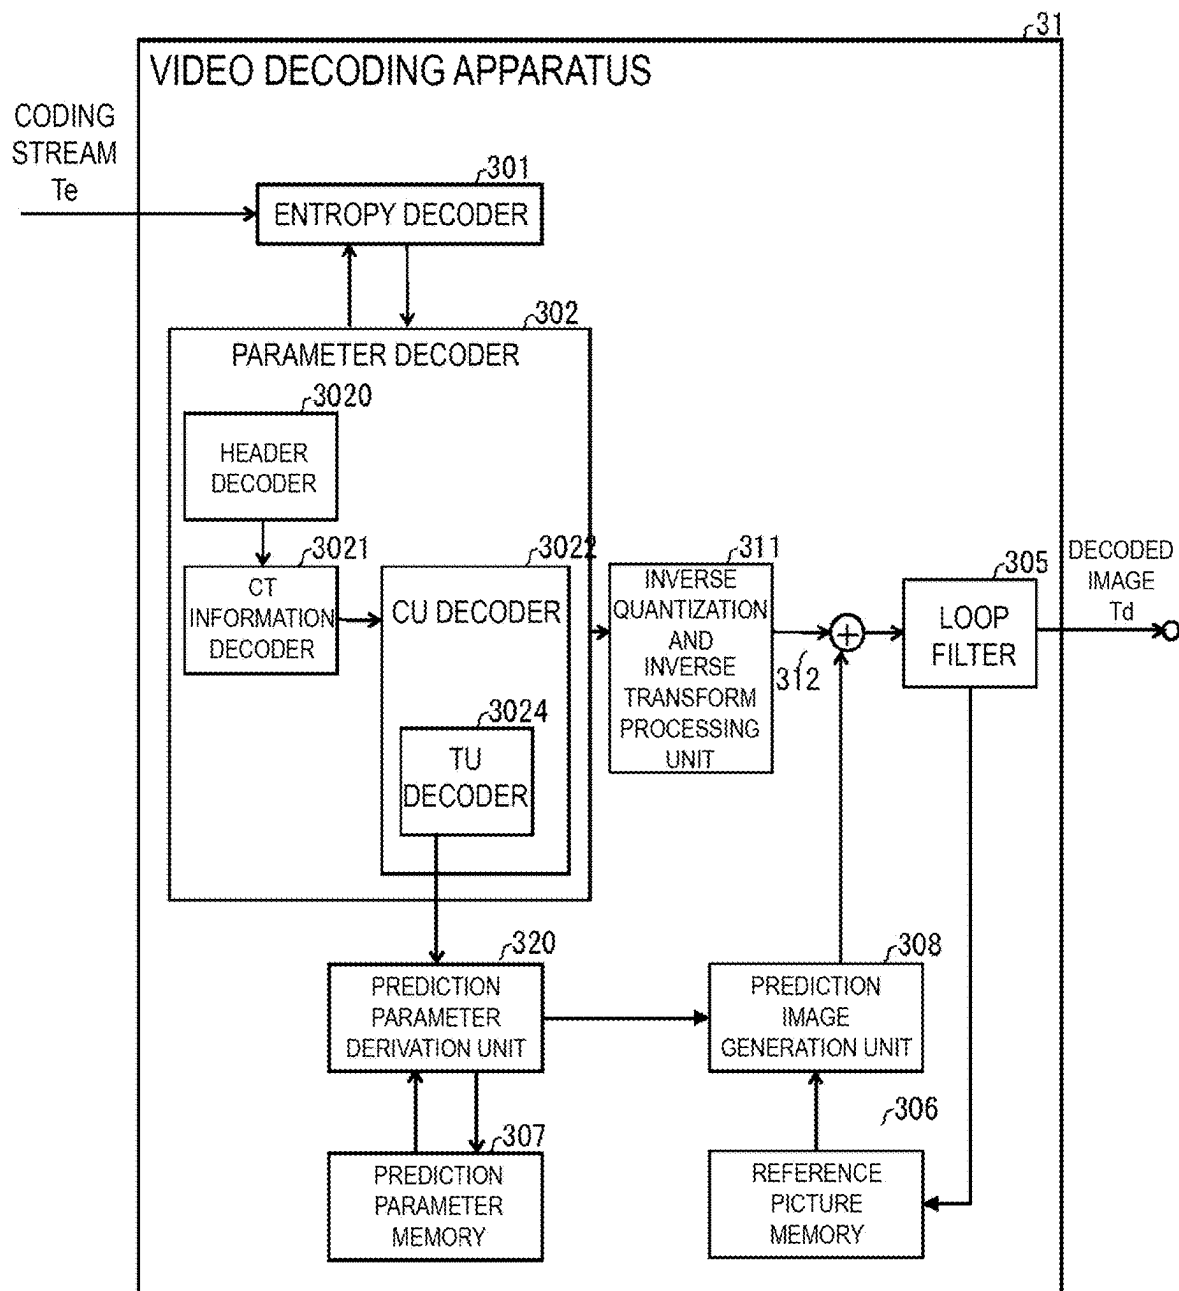 31
VIDEO DECODING APPARATUS
CODING
STREAM
Te
301
ENTROPY DECODER
302
PARAMETER DECODER
3020
HEADER
DECODER
3021
CT
INFORMATION
DECODER
3022
CU DECODER
3024
TU
DECODER
311
INVERSE
QUANTIZATION
AND
INVERSE
TRANSFORM
PROCESSING
UNIT
312
+
305
LOOP
FILTER
DECODED
IMAGE
Td
320
PREDICTION
PARAMETER
DERIVATION UNIT
308
PREDICTION
IMAGE
GENERATION UNIT
307
PREDICTION
PARAMETER
MEMORY
306
REFERENCE
PICTURE
MEMORY